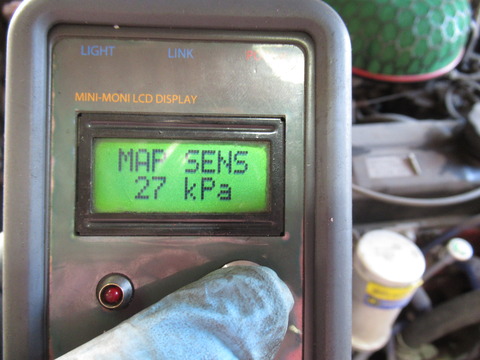 LIGHT LINK
MINI-MONI LCD DISPLAY
MAP SENS
27 kPa